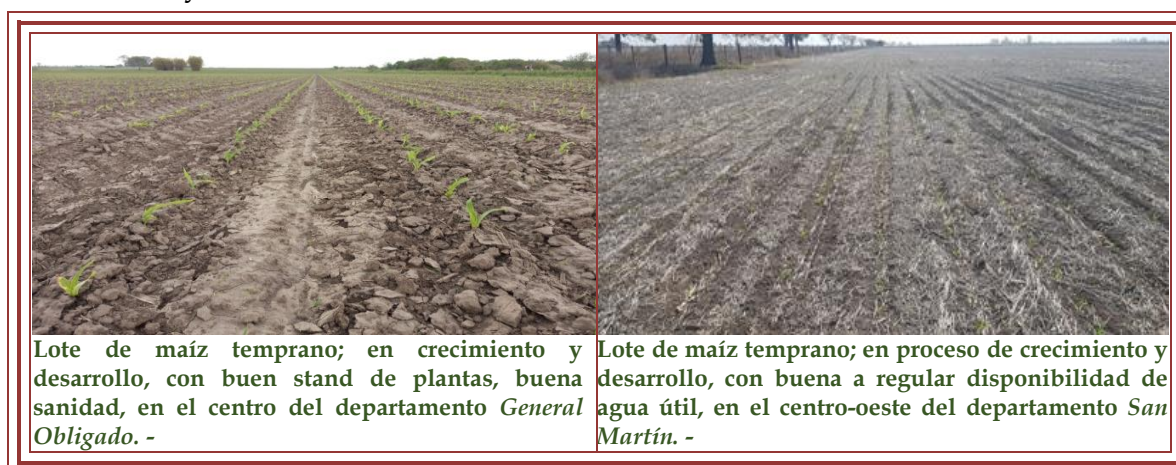 Lote de maíz temprano; en crecimiento y
desarrollo, con buen stand de plantas, buena
sanidad, en el centro del departamento General
Obligado. -
Lote de maíz temprano; en proceso de crecimiento y
desarrollo, con buena a regular disponibilidad de
agua útil, en el centro-oeste del departamento San
Martín. -